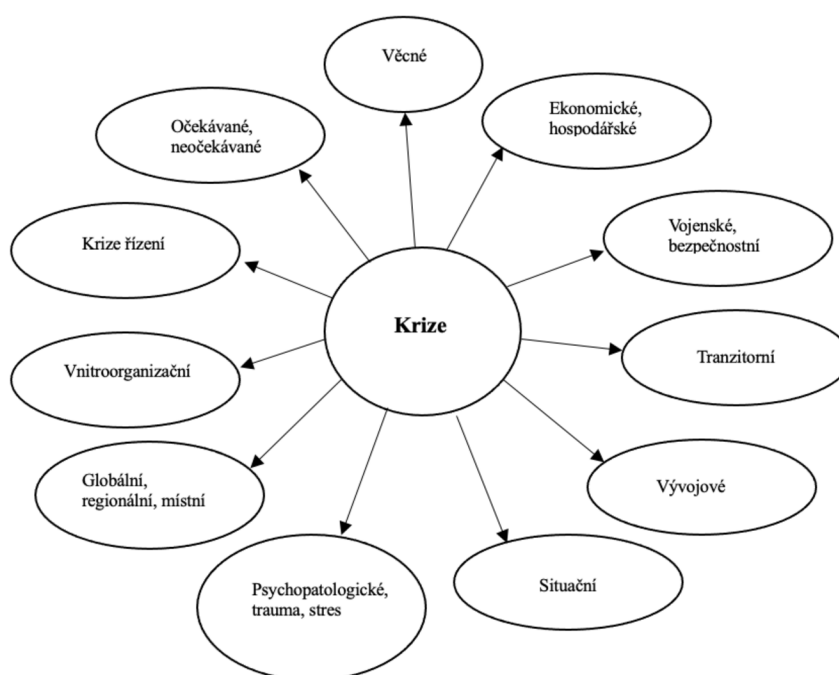 Věcné
Ekonomické,
hospodářské
Očekávané,
neočekávané
Vojenské,
bezpečnostní
Krize řízení
Krize
Tranzitorní
Vnitroorganizační
Globální,
regionální, místní
Vývojové
Psychopatologické,
trauma, stres
Situační